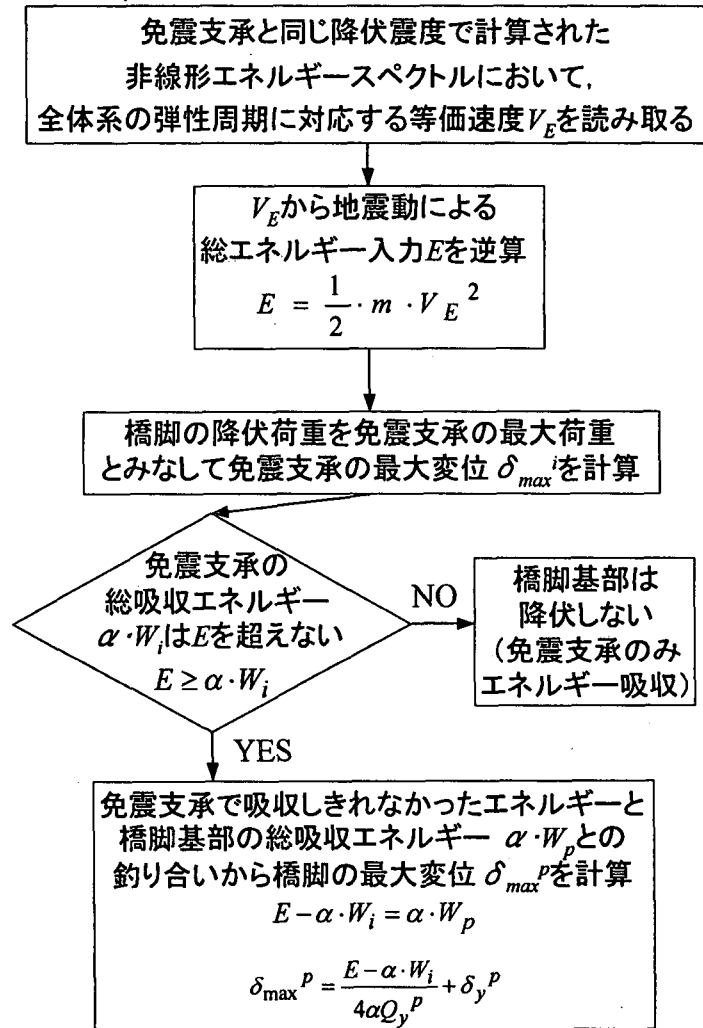 免震支承と同じ降伏震度で計算された
非線形エネルギースペクトルにおいて,
全体系の弾性周期に対応する等価速度V_Eを読み取る
V_Eから地震動による
総エネルギー入力Eを逆算
E = \frac{1}{2} · m · V_E^2
橋脚の降伏荷重を免震支承の最大荷重
とみなして免震支承の最大変位 δ_{max}^iを計算
免震支承の
総吸収エネルギー
α·W_iはEを超えない
E ≥ α·W_i
NO
橋脚基部は
降伏しない
(免震支承のみ
エネルギー吸収)
YES
免震支承で吸収しきれなかったエネルギーと
橋脚基部の総吸収エネルギー α·W_pとの
釣り合いから橋脚の最大変位 δ_{max}^pを計算
E − α·W_i = α·W_p
δ_{max}^p = \frac{E − α·W_i}{4αQ_y^p} + δ_y^p